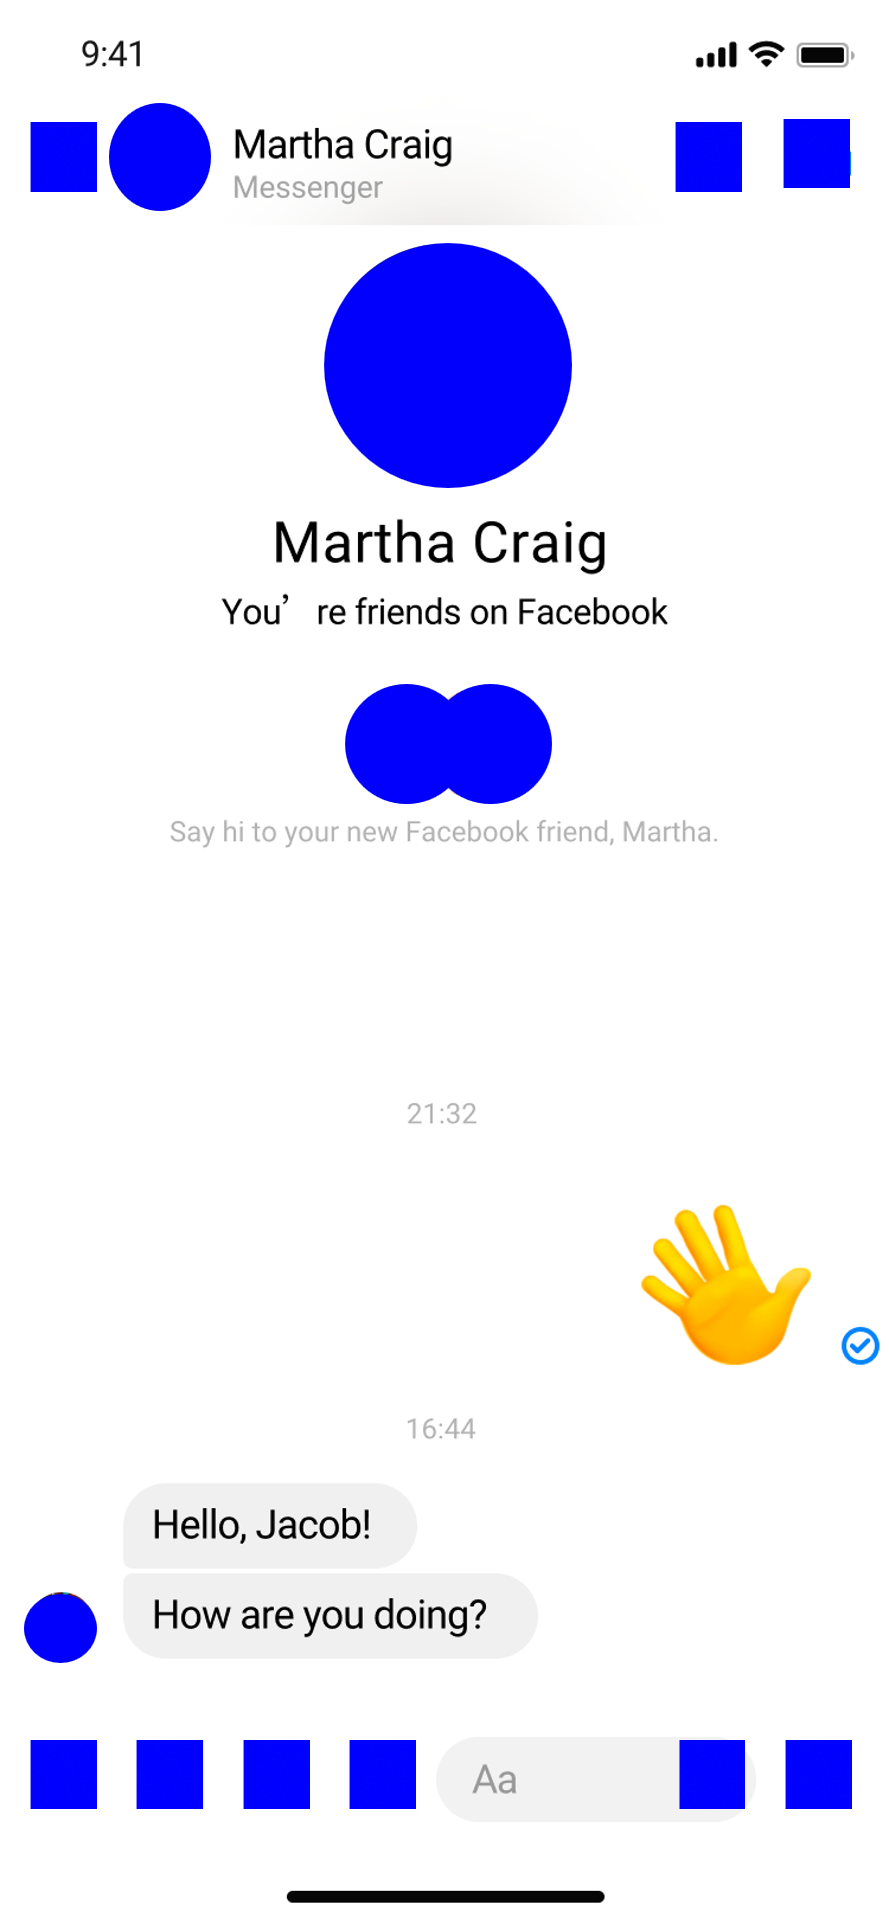 9:41
Martha Craig
Messenger
Martha Craig
You’re friends on Facebook
Say hi to your new Facebook friend, Martha.
21:32
16:44
Hello, Jacob!
How are you doing?
Aa